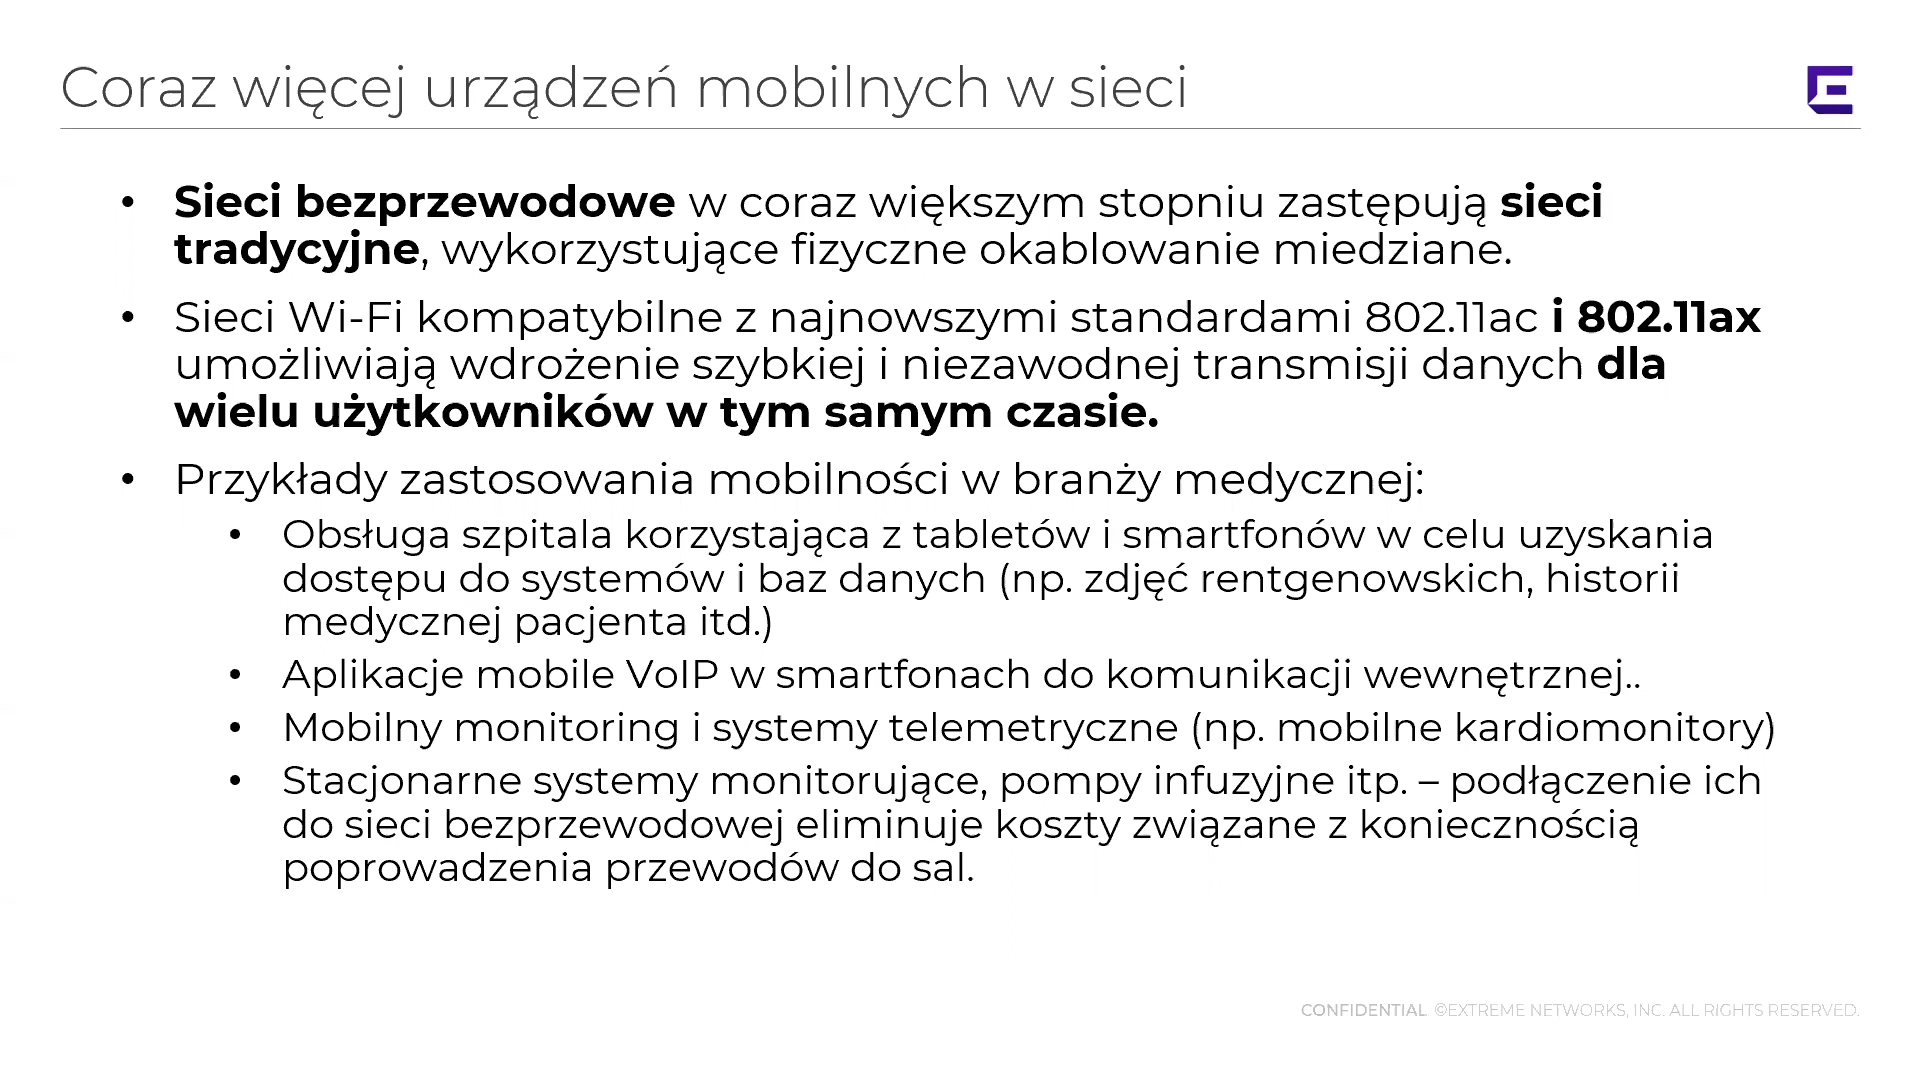 Coraz więcej urządzeń mobilnych w sieci
• Sieci bezprzewodowe w coraz większym stopniu zastępują sieci
tradycyjne, wykorzystujące fizyczne okablowanie miedziane.
• Sieci Wi-Fi kompatybilne z najnowszymi standardami 802.11ac i 802.11ax
umożliwiają wdrożenie szybkiej i niezawodnej transmisji danych dla
wielu użytkowników w tym samym czasie.
• Przykłady zastosowania mobilności w branży medycznej:
• Obsługa szpitala korzystająca z tabletów i smartfonów w celu uzyskania
dostępu do systemów i baz danych (np. zdjęć rentgenowskich, historii
medycznej pacjenta itd.)
• Aplikacje mobile VoIP w smartfonach do komunikacji wewnętrznej..
• Mobilny monitoring i systemy telemetryczne (np. mobilne kardiomonitory)
• Stacjonarne systemy monitorujące, pompy infuzyjne itp. – podłączenie ich
do sieci bezprzewodowej eliminuje koszty związane z koniecznością
poprowadzenia przewodów do sal.
CONFIDENTIAL. ©EXTREME NETWORKS, INC. ALL RIGHTS RESERVED.